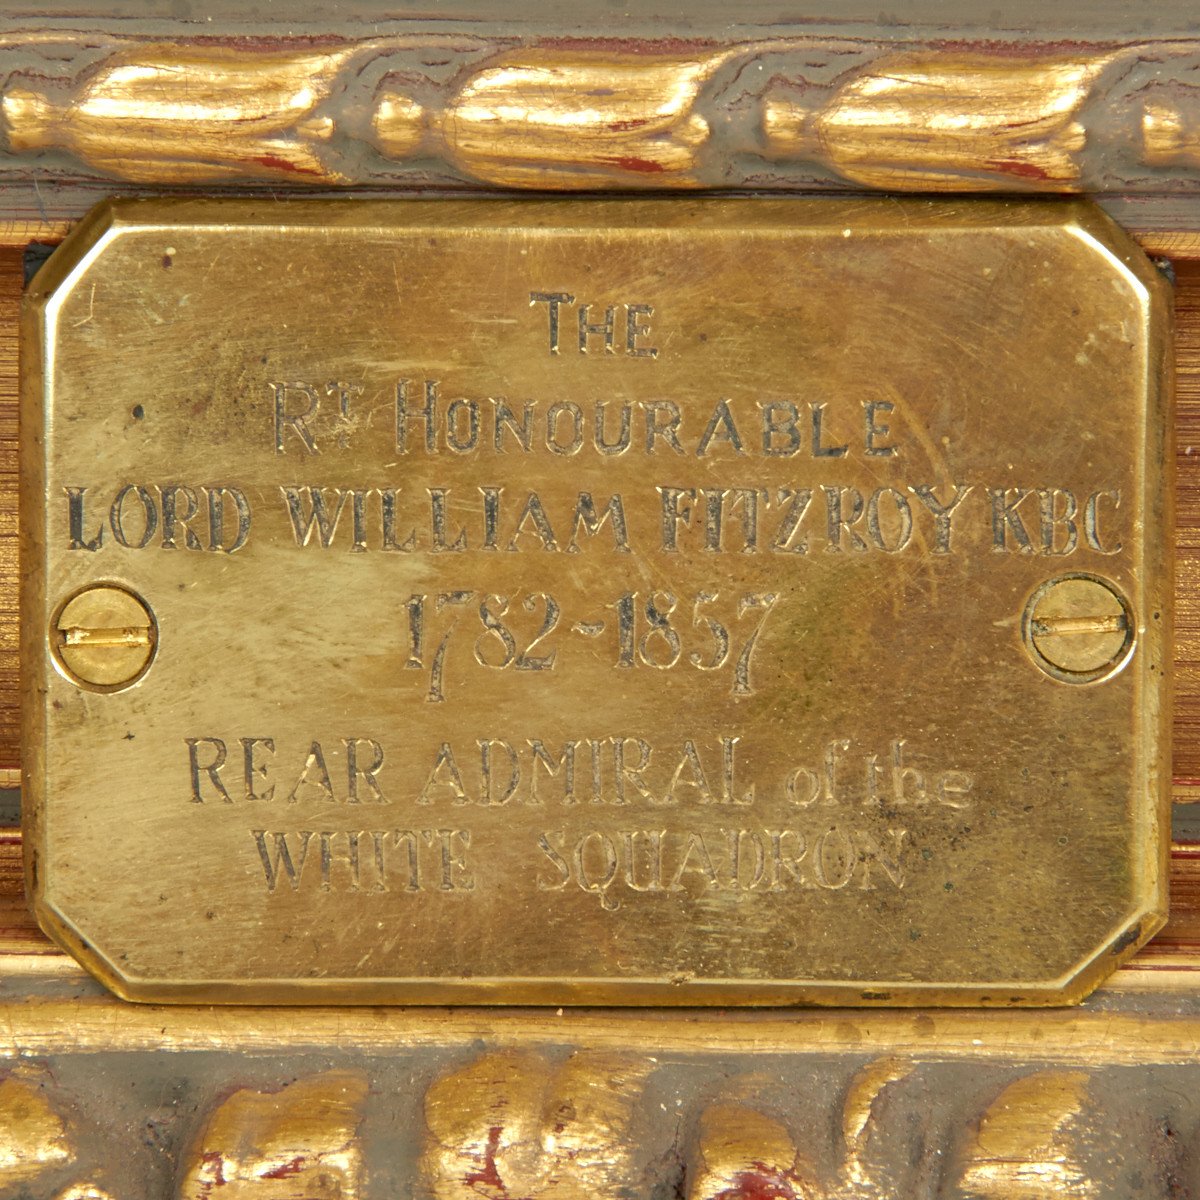 THE
RT HONOURABLE
LORD WILLIAM FITZROY KBC
1782-1857
REAR ADMIRAL of the
WHITE SQUADRON